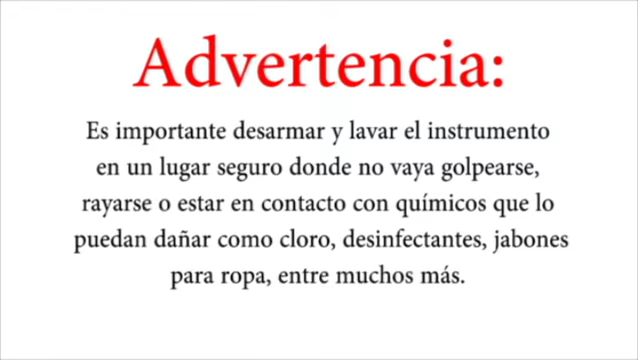 Advertencia:
Es importante desarmar y lavar el instrumento
en un lugar seguro donde no vaya golpearse,
rayarse o estar en contacto con químicos que lo
puedan dañar como cloro, desinfectantes, jabones
para ropa, entre muchos más.